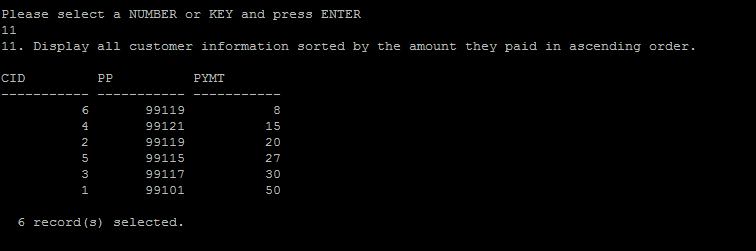 Please select a NUMBER or KEY and press ENTER
11
11. Display all customer information sorted by the amount they paid in ascending order.
CID PP PYMT
----------- ----------- -----------
6 99119 8
4 99121 15
2 99119 20
5 99115 27
3 99117 30
1 99101 50
6 record(s) selected.